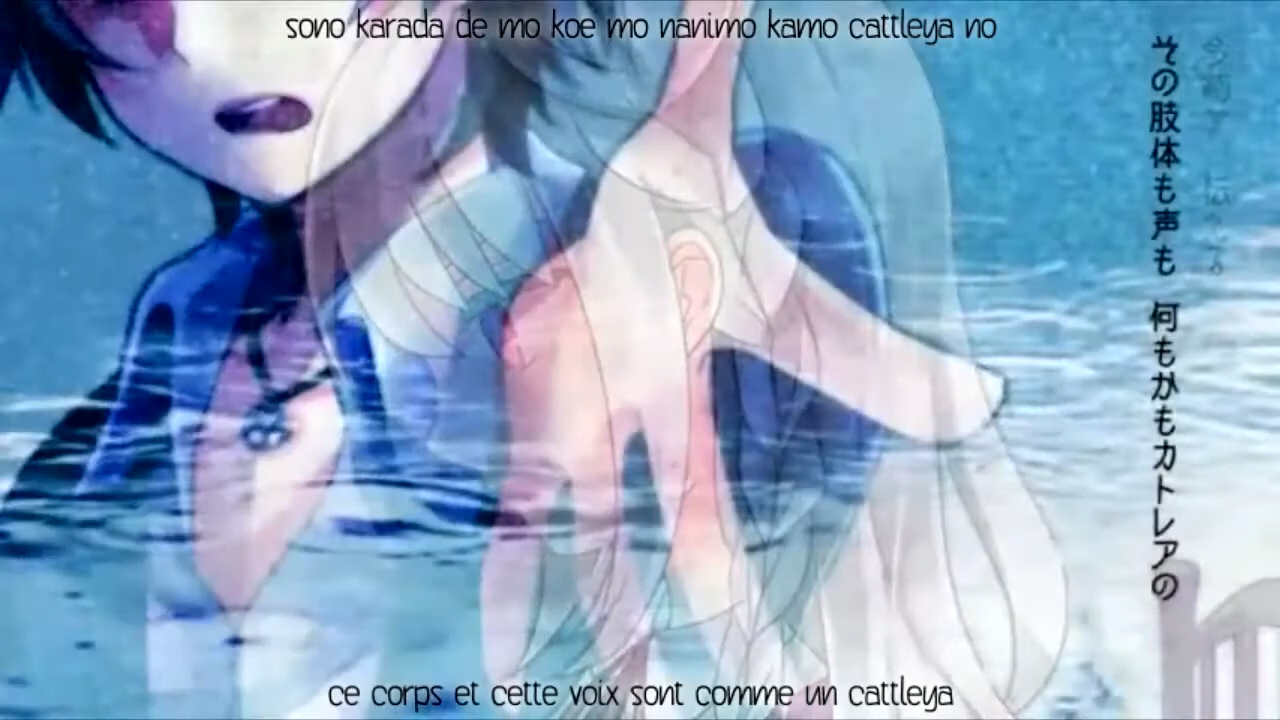 sono karada de mo koe mo nanimo kamo cattleya no
その肢体も声も 何もかもカトレアの
ce corps et cette voix sont comme un cattleya